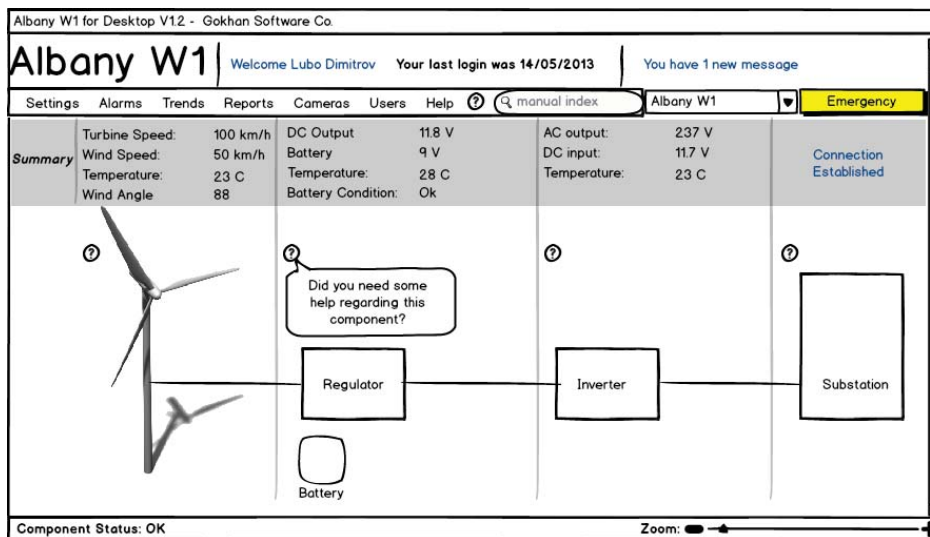 Albany W1 for Desktop V1.2 - Gokhan Software Co.
Albany W1
Welcome Lubo Dimitrov
Your last login was 14/05/2013
You have 1 new message
Settings Alarms Trends Reports Cameras Users Help ? manual index Albany W1 Emergency
Summary
Turbine Speed: 100 km/h
Wind Speed: 50 km/h
Temperature: 23 C
Wind Angle 88
DC Output 11.8 V
Battery 9 V
Temperature: 28 C
Battery Condition: Ok
AC output: 237 V
DC input: 11.7 V
Temperature: 23 C
Connection
Established
?
?
?
?
Did you need some
help regarding this
component?
Regulator
Inverter
Substation
Battery
Component Status: OK
Zoom: